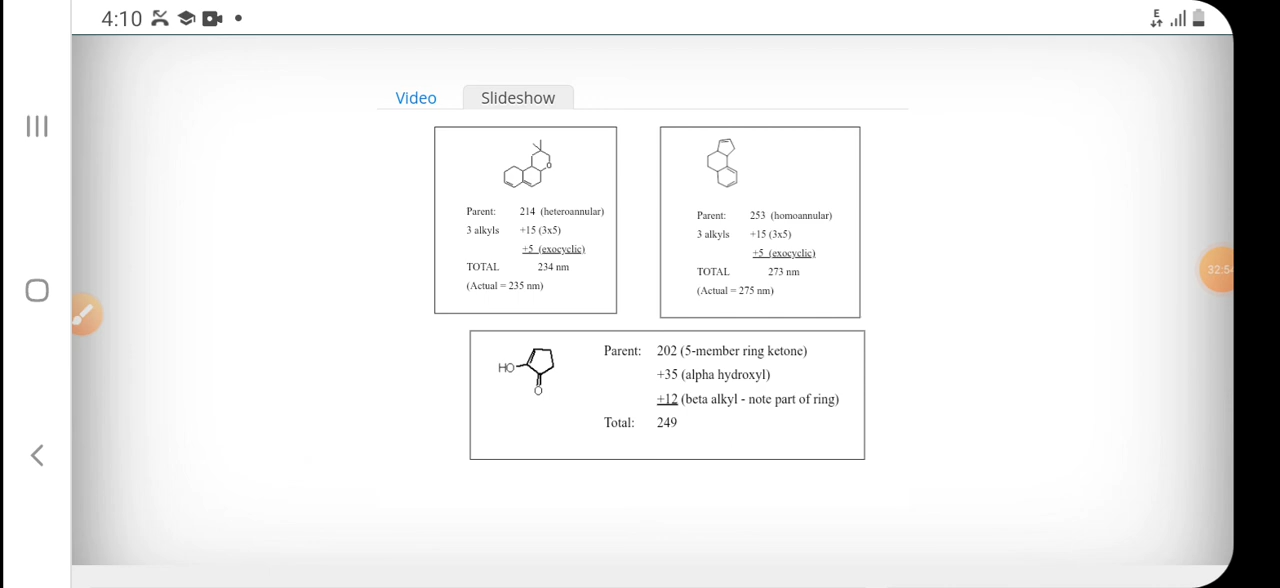 4:10
E
Video Slideshow
O
Parent: 214 (heteroannular)
3 alkyls +15 (3x5)
+5 (exocyclic)
TOTAL 234 nm
(Actual = 235 nm)
Parent: 253 (homoannular)
3 alkyls +15 (3x5)
+5 (exocyclic)
TOTAL 273 nm
(Actual = 275 nm)
HO
O
Parent: 202 (5-member ring ketone)
+35 (alpha hydroxyl)
+12 (beta alkyl - note part of ring)
Total: 249